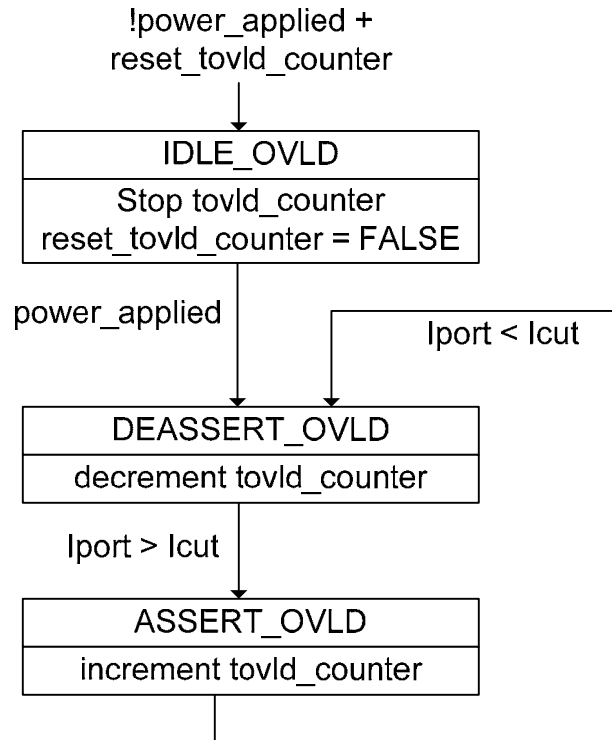 !power_applied +
reset_tovld_counter
IDLE_OVLD
Stop tovld_counter
reset_tovld_counter = FALSE
power_applied
Iport < Icut
DEASSERT_OVLD
decrement tovld_counter
Iport > Icut
ASSERT_OVLD
increment tovld_counter